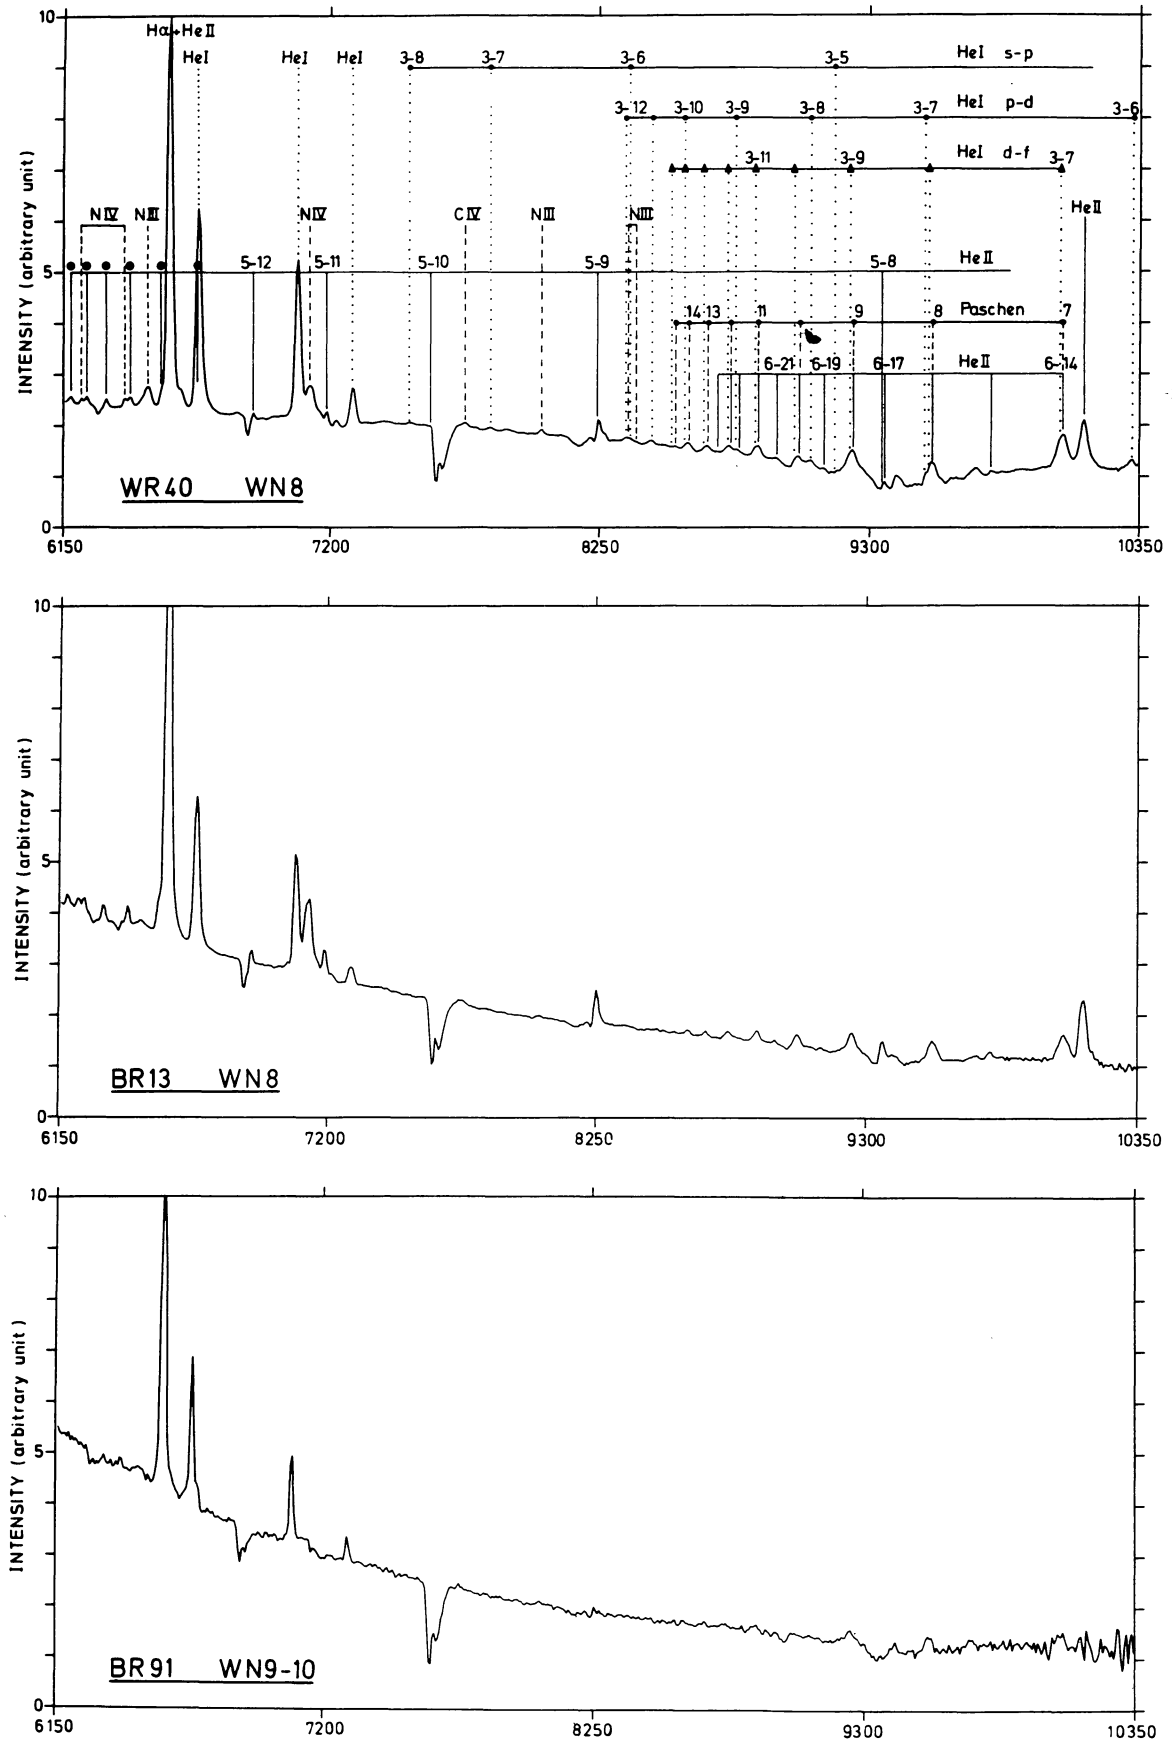 10
Hα+HeII
HeI HeI HeI 3-8 3-7 3-6 3-5 HeI s-p
3-12 3-10 3-9 3-8 3-7 HeI p-d 3-6
3-11 3-9 HeI d-f 3-7
NIV NIII NIV CIV NIII NIII HeII
5 5-12 5-11 5-10 5-9 5-8 HeII
14 13 11 9 8 Paschen 7
6-21 6-19 6-17 HeII 6-14
INTENSITY (arbitrary unit)
WR40 WN8
0
6150 7200 8250 9300 10350
10
5
INTENSITY (arbitrary unit)
BR13 WN8
0
6150 7200 8250 9300 10350
10
5
INTENSITY (arbitrary unit)
BR91 WN9-10
0
6150 7200 8250 9300 10350